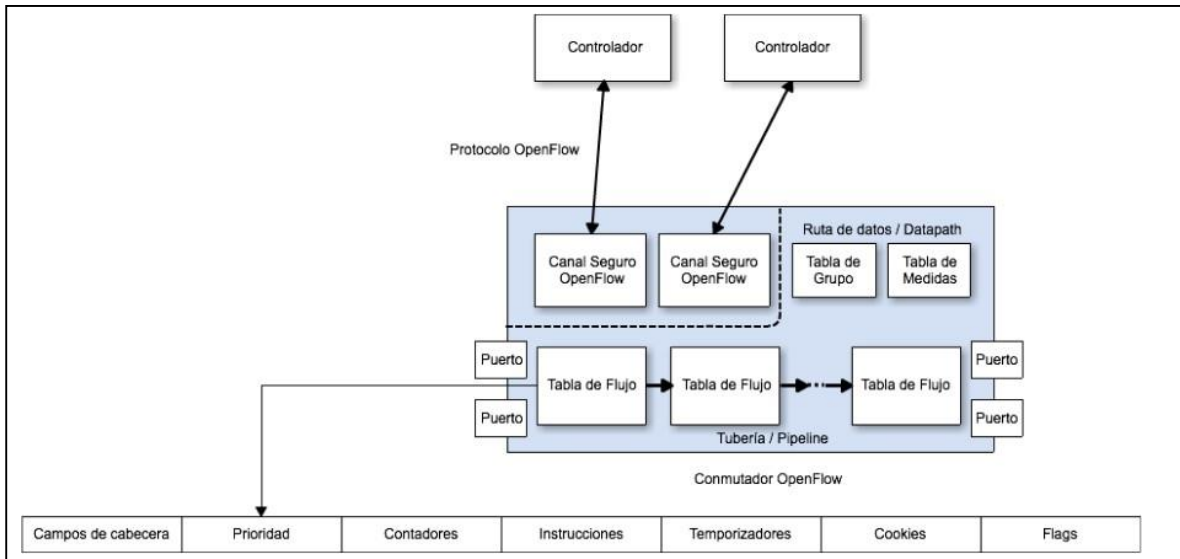 Controlador
Controlador
Protocolo OpenFlow
Canal Seguro
OpenFlow
Canal Seguro
OpenFlow
Ruta de datos / Datapath
Tabla de
Grupo
Tabla de
Medidas
Puerto
Puerto
Tabla de Flujo
Tabla de Flujo
Tabla de Flujo
Puerto
Puerto
Tubería / Pipeline
Conmutador OpenFlow
Campos de cabecera
Prioridad
Contadores
Instrucciones
Temporizadores
Cookies
Flags